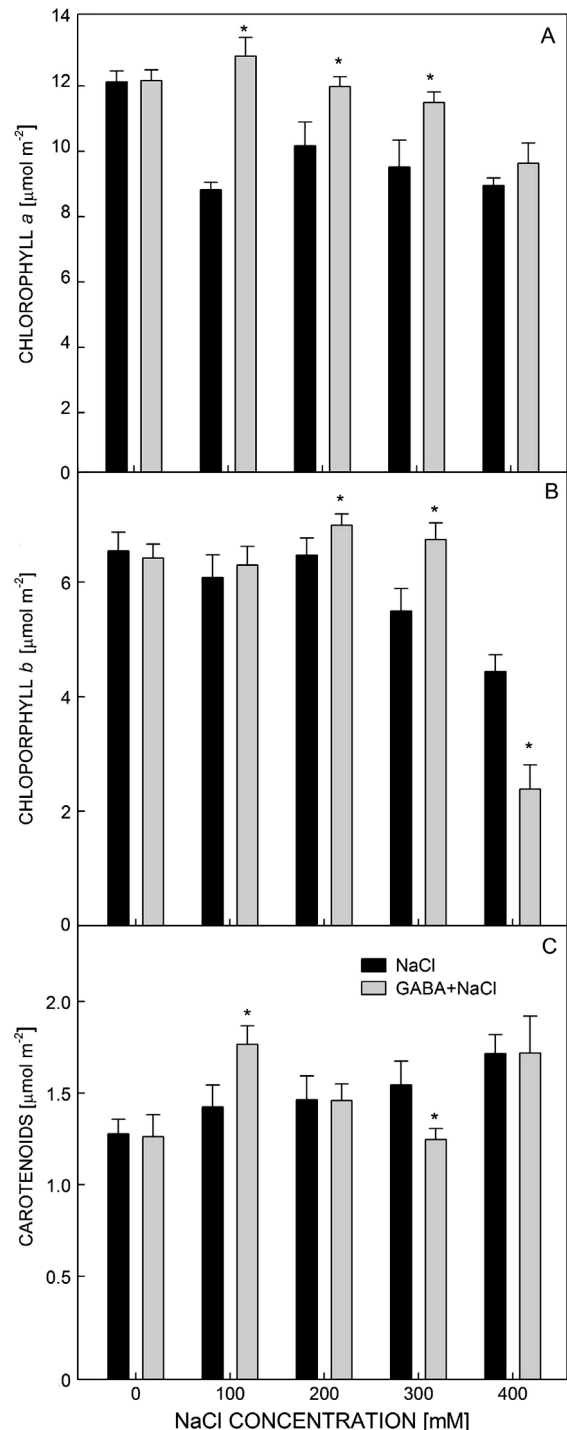 14
A
*
*
*
12
10
8
6
4
2
0
CHLOROPHYLL a [μmol m-2]
B
*
*
*
6
4
2
0
CHLOPORPHYLL b [μmol m-2]
C
NaCl
GABA+NaCl
*
*
2.0
1.5
1.0
0.5
0
CAROTENOIDS [μmol m-2]
0 100 200 300 400
NaCl CONCENTRATION [mM]